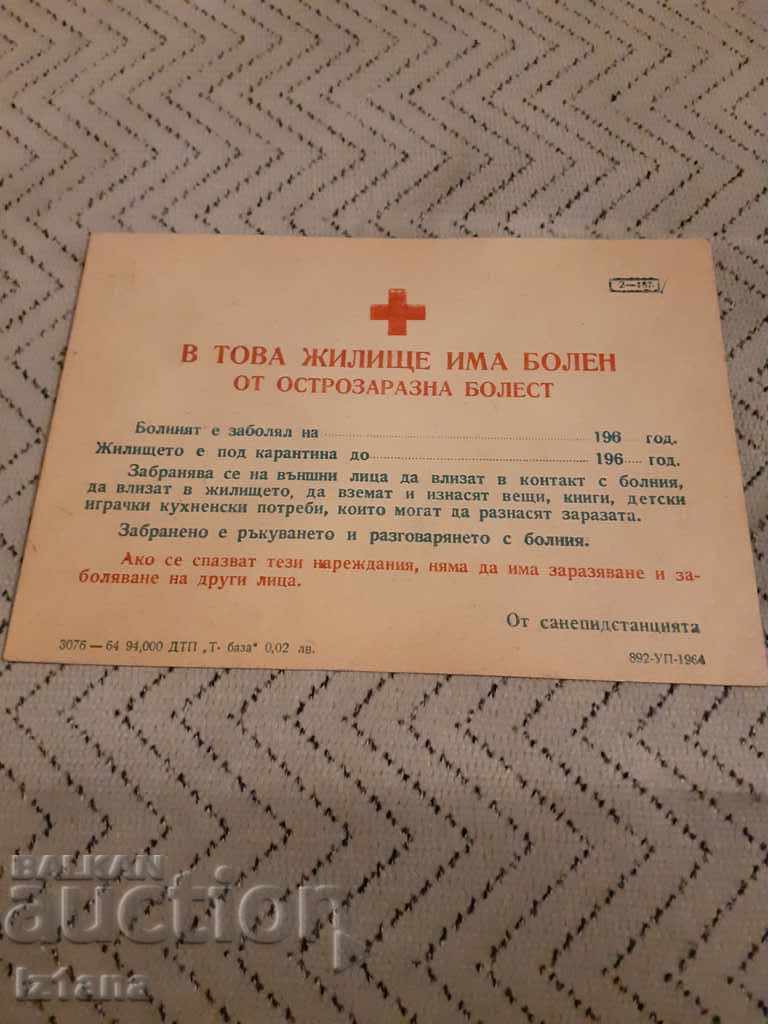 2—157
В ТОВА ЖИЛИЩЕ ИМА БОЛЕН
ОТ ОСТРОЗАРАЗНА БОЛЕСТ
Болният е заболял на 196 год.
Жилището е под карантина до 196 год.
Забранява се на външни лица да влизат в контакт с болния,
да влизат в жилището, да вземат и изнасят вещи, книги, детски
играчки кухненски потреби, които могат да разнасят заразата.
Забранено е ръкуването и разговарянето с болния.
Ако се спазват тези нареждания, няма да има заразяване и за-
боляване на други лица.
От санепидстанцията
3076—64 94,000 ДТП „Т. база" 0,02 лв.
892-УП-1964
BALKAN
auction
Iz1ana